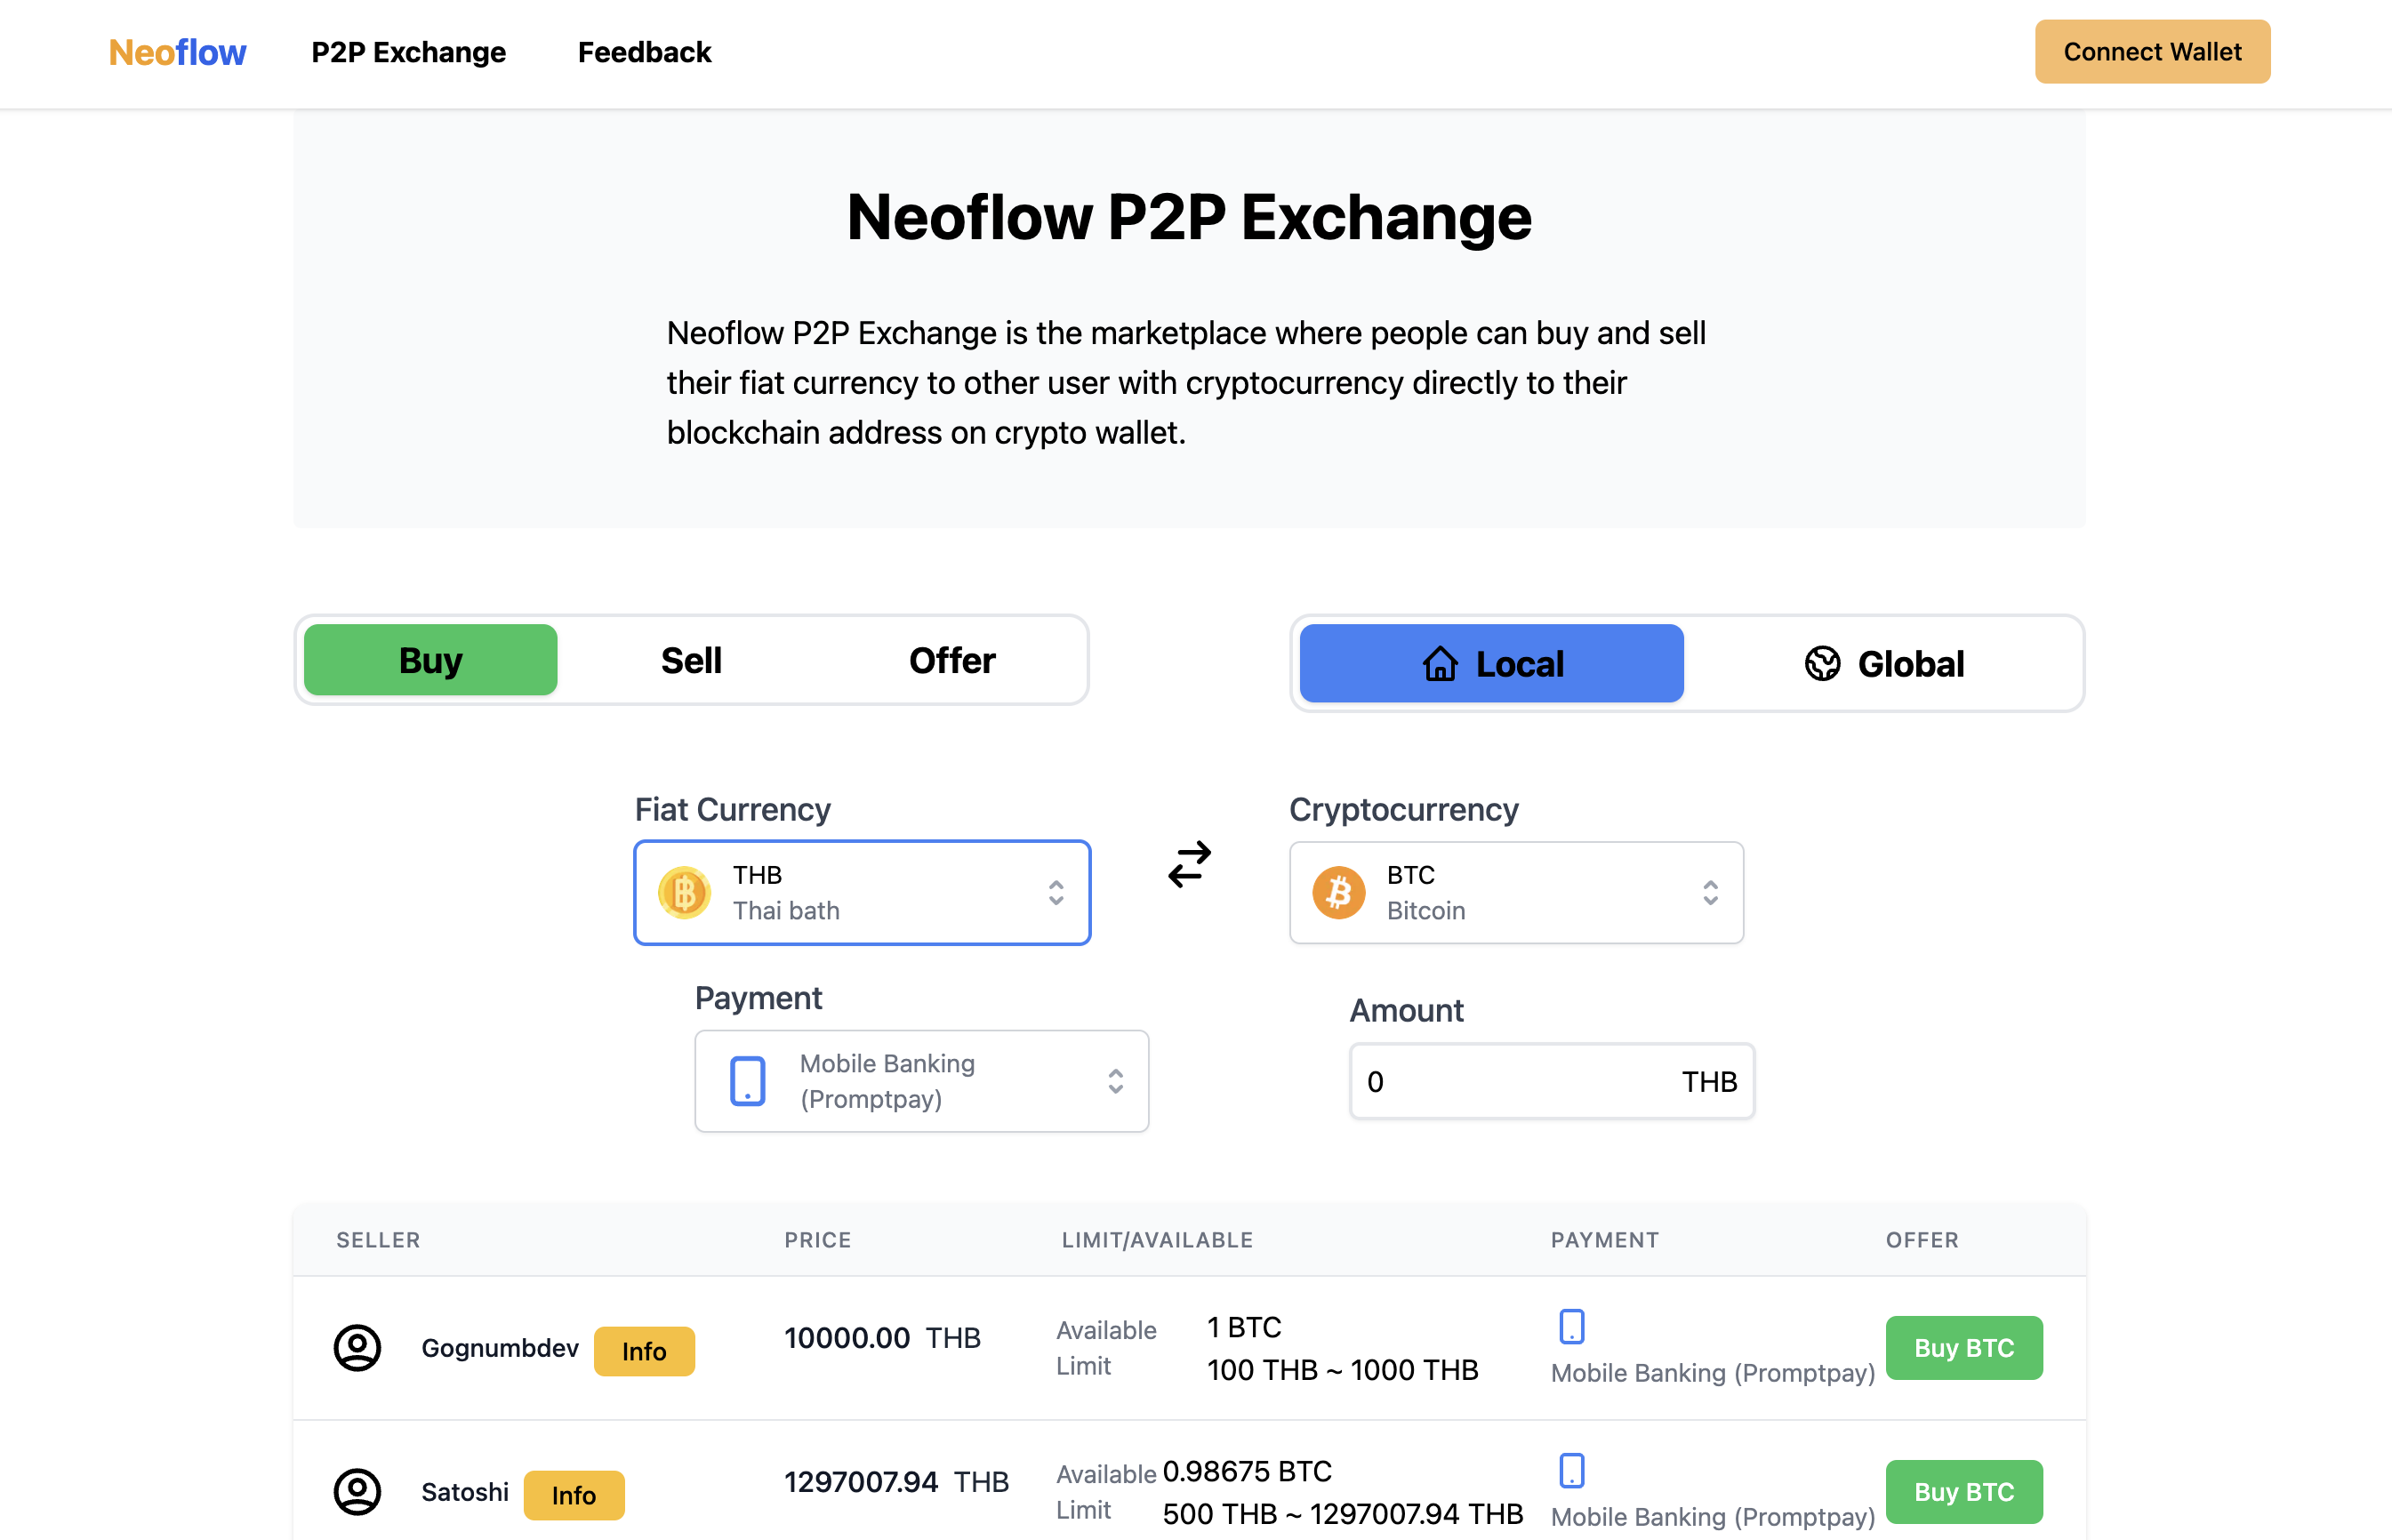 Neoflow
P2P Exchange
Feedback
Connect Wallet
Neoflow P2P Exchange
Neoflow P2P Exchange is the marketplace where people can buy and sell
their fiat currency to other user with cryptocurrency directly to their
blockchain address on crypto wallet.
Buy
Sell
Offer
Local
Global
Fiat Currency
THB
Thai bath
Cryptocurrency
BTC
Bitcoin
Payment
Mobile Banking
(Promptpay)
Amount
0 THB
SELLER PRICE LIMIT/AVAILABLE PAYMENT OFFER
Gognumbdev
Info
10000.00 THB
Available 1 BTC
Limit 100 THB ~ 1000 THB
Mobile Banking (Promptpay)
Buy BTC
Satoshi
Info
1297007.94 THB
Available 0.98675 BTC
Limit 500 THB ~ 1297007.94 THB
Mobile Banking (Promptpay)
Buy BTC